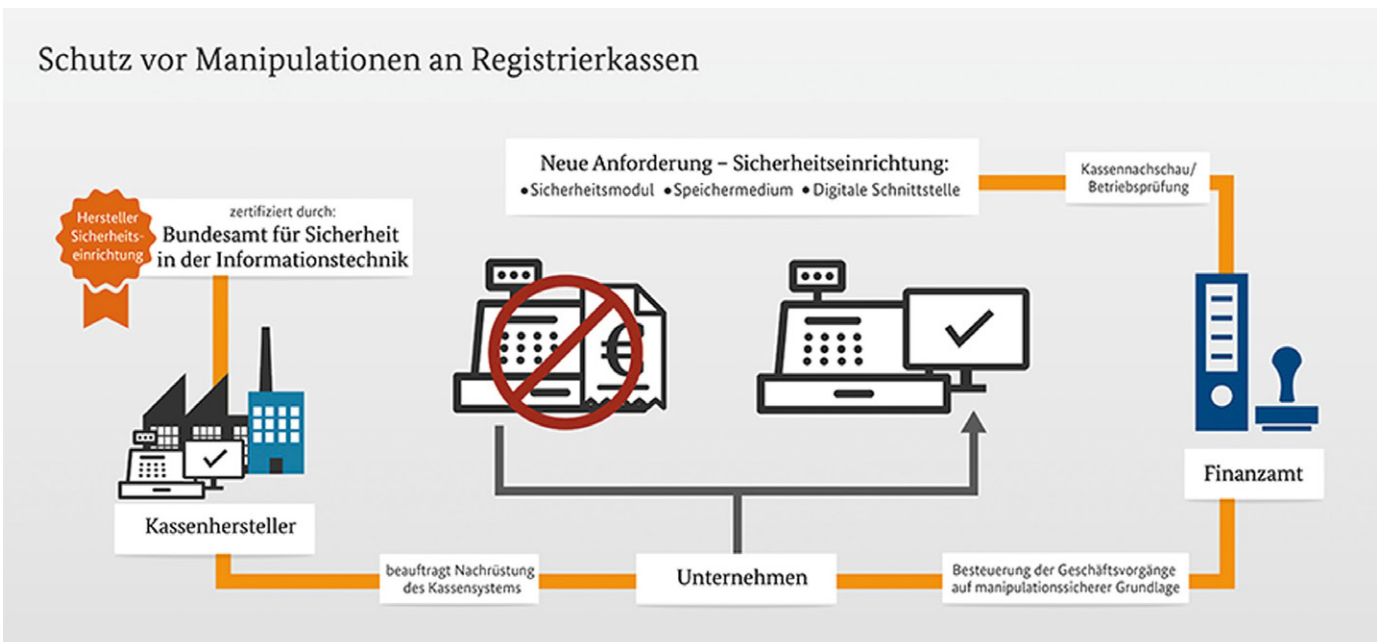 Schutz vor Manipulationen an Registrierkassen
Neue Anforderung – Sicherheitseinrichtung:
• Sicherheitsmodul • Speichermedium • Digitale Schnittstelle
Kassennachschau/
Betriebsprüfung
Hersteller
Sicherheits-
einrichtung
zertifiziert durch:
Bundesamt für Sicherheit
in der Informationstechnik
€
Finanzamt
Kassenhersteller
beauftragt Nachrüstung
des Kassensystems
Unternehmen
Besteuerung der Geschäftsvorgänge
auf manipulationssicherer Grundlage